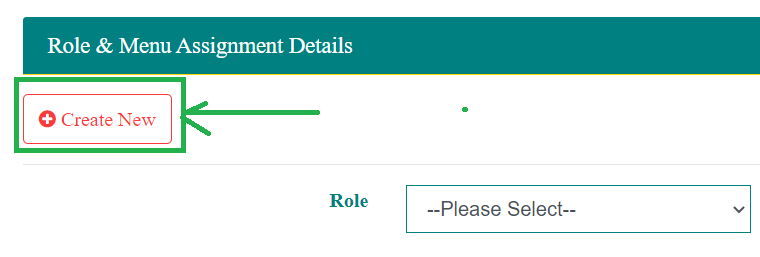 Role & Menu Assignment Details
Create New
Role
--Please Select--